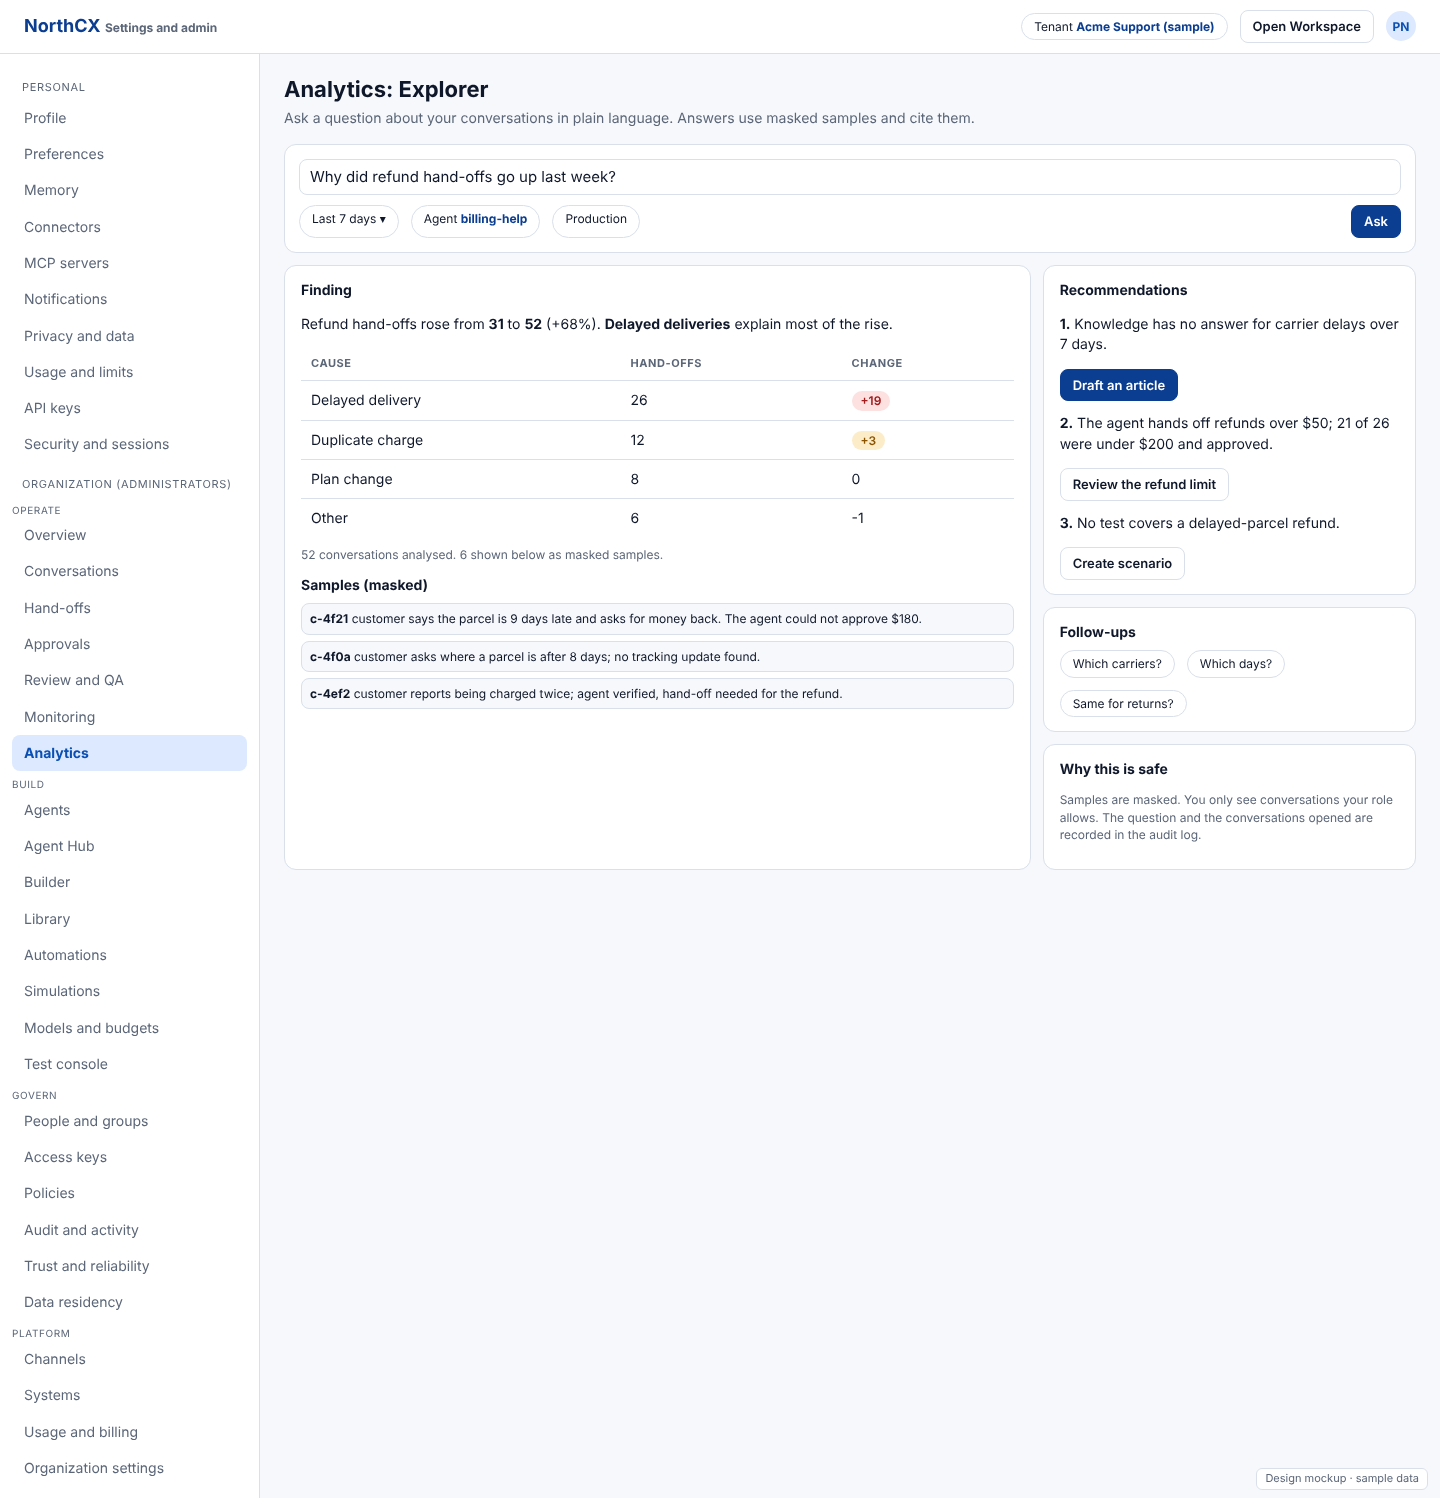 NorthCX Settings and admin
Tenant Acme Support (sample)
Open Workspace
PN
PERSONAL
Profile
Preferences
Memory
Connectors
MCP servers
Notifications
Privacy and data
Usage and limits
API keys
Security and sessions
ORGANIZATION (ADMINISTRATORS)
OPERATE
Overview
Conversations
Hand-offs
Approvals
Review and QA
Monitoring
Analytics
BUILD
Agents
Agent Hub
Builder
Library
Automations
Simulations
Models and budgets
Test console
GOVERN
People and groups
Access keys
Policies
Audit and activity
Trust and reliability
Data residency
PLATFORM
Channels
Systems
Usage and billing
Organization settings
Analytics: Explorer
Ask a question about your conversations in plain language. Answers use masked samples and cite them.
Why did refund hand-offs go up last week?
Last 7 days ▾
Agent billing-help
Production
Ask
Finding
Refund hand-offs rose from 31 to 52 (+68%). Delayed deliveries explain most of the rise.
CAUSE HAND-OFFS CHANGE
Delayed delivery 26 +19
Duplicate charge 12 +3
Plan change 8 0
Other 6 -1
52 conversations analysed. 6 shown below as masked samples.
Samples (masked)
c-4f21 customer says the parcel is 9 days late and asks for money back. The agent could not approve $180.
c-4f0a customer asks where a parcel is after 8 days; no tracking update found.
c-4ef2 customer reports being charged twice; agent verified, hand-off needed for the refund.
Recommendations
1. Knowledge has no answer for carrier delays over
7 days.
Draft an article
2. The agent hands off refunds over $50; 21 of 26
were under $200 and approved.
Review the refund limit
3. No test covers a delayed-parcel refund.
Create scenario
Follow-ups
Which carriers?
Which days?
Same for returns?
Why this is safe
Samples are masked. You only see conversations your role
allows. The question and the conversations opened are
recorded in the audit log.
Design mockup · sample data